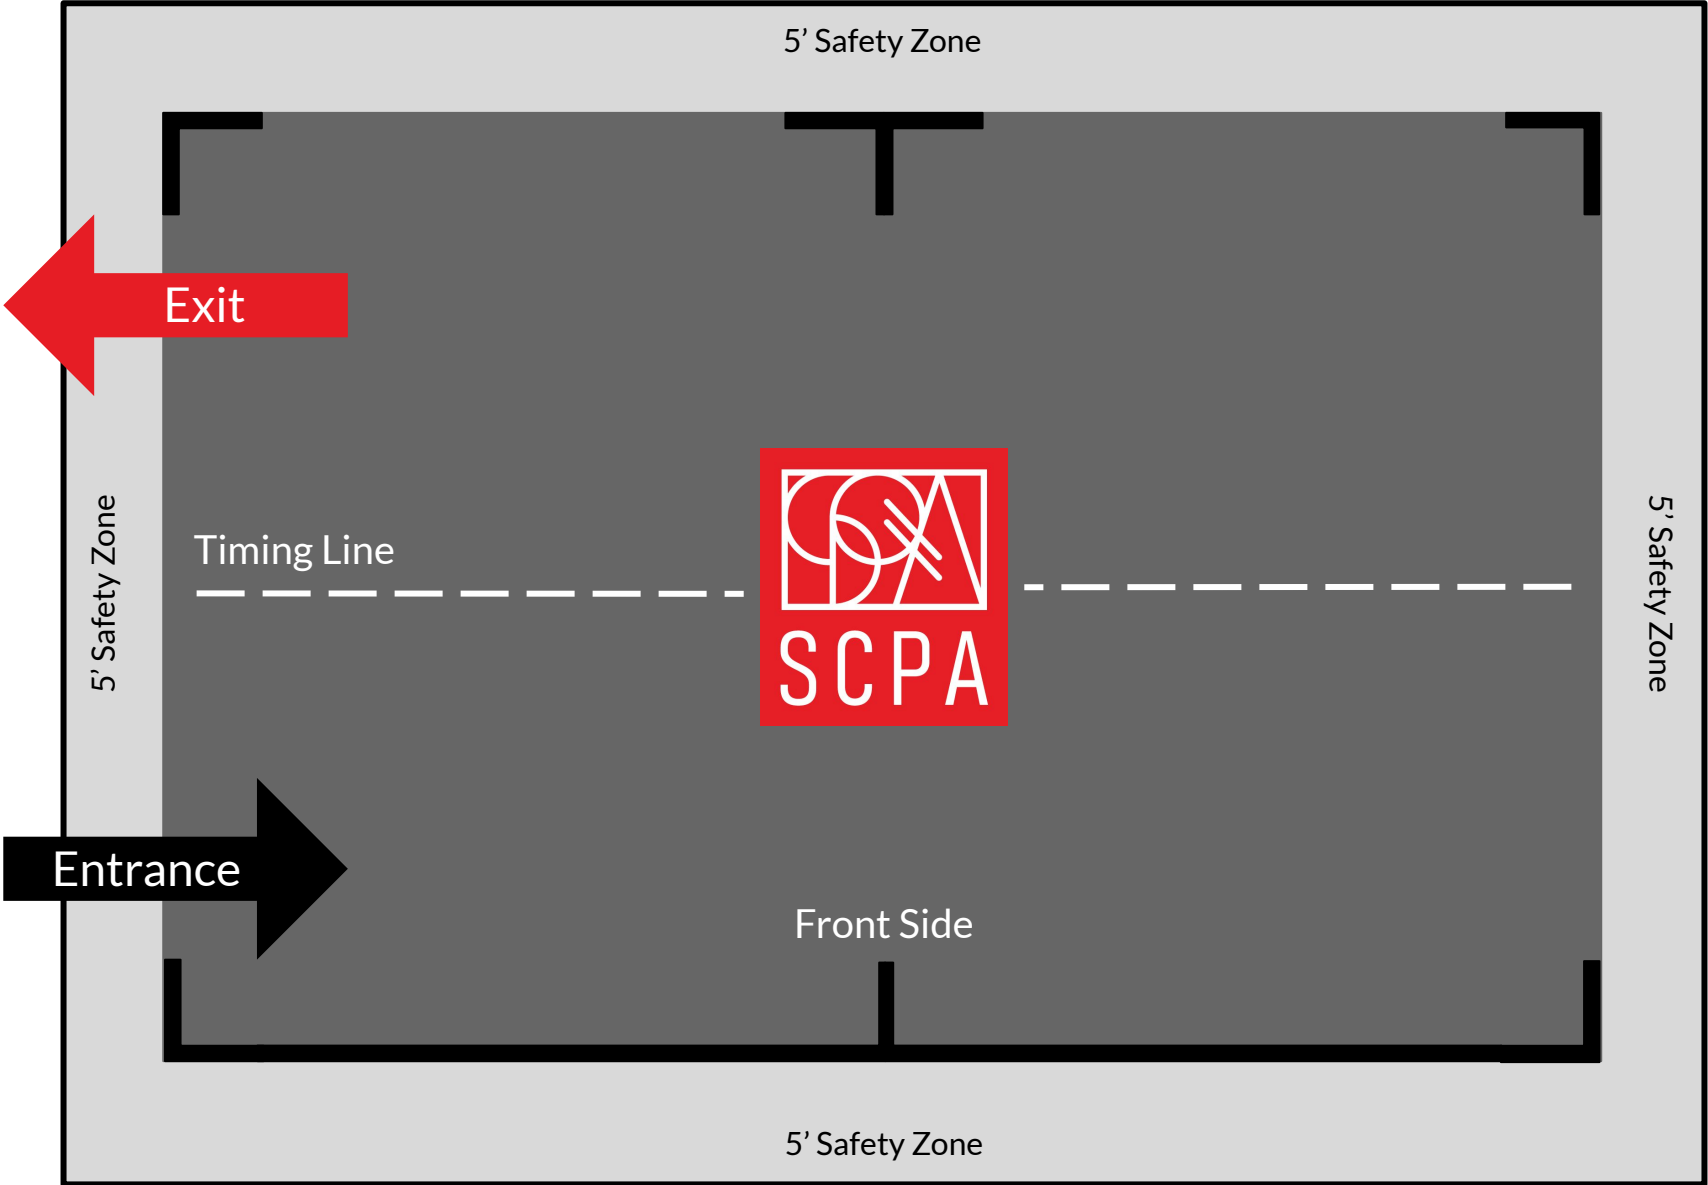 5’ Safety Zone
Exit
5’ Safety Zone
Timing Line
SCPA
5’ Safety Zone
Entrance
Front Side
5’ Safety Zone